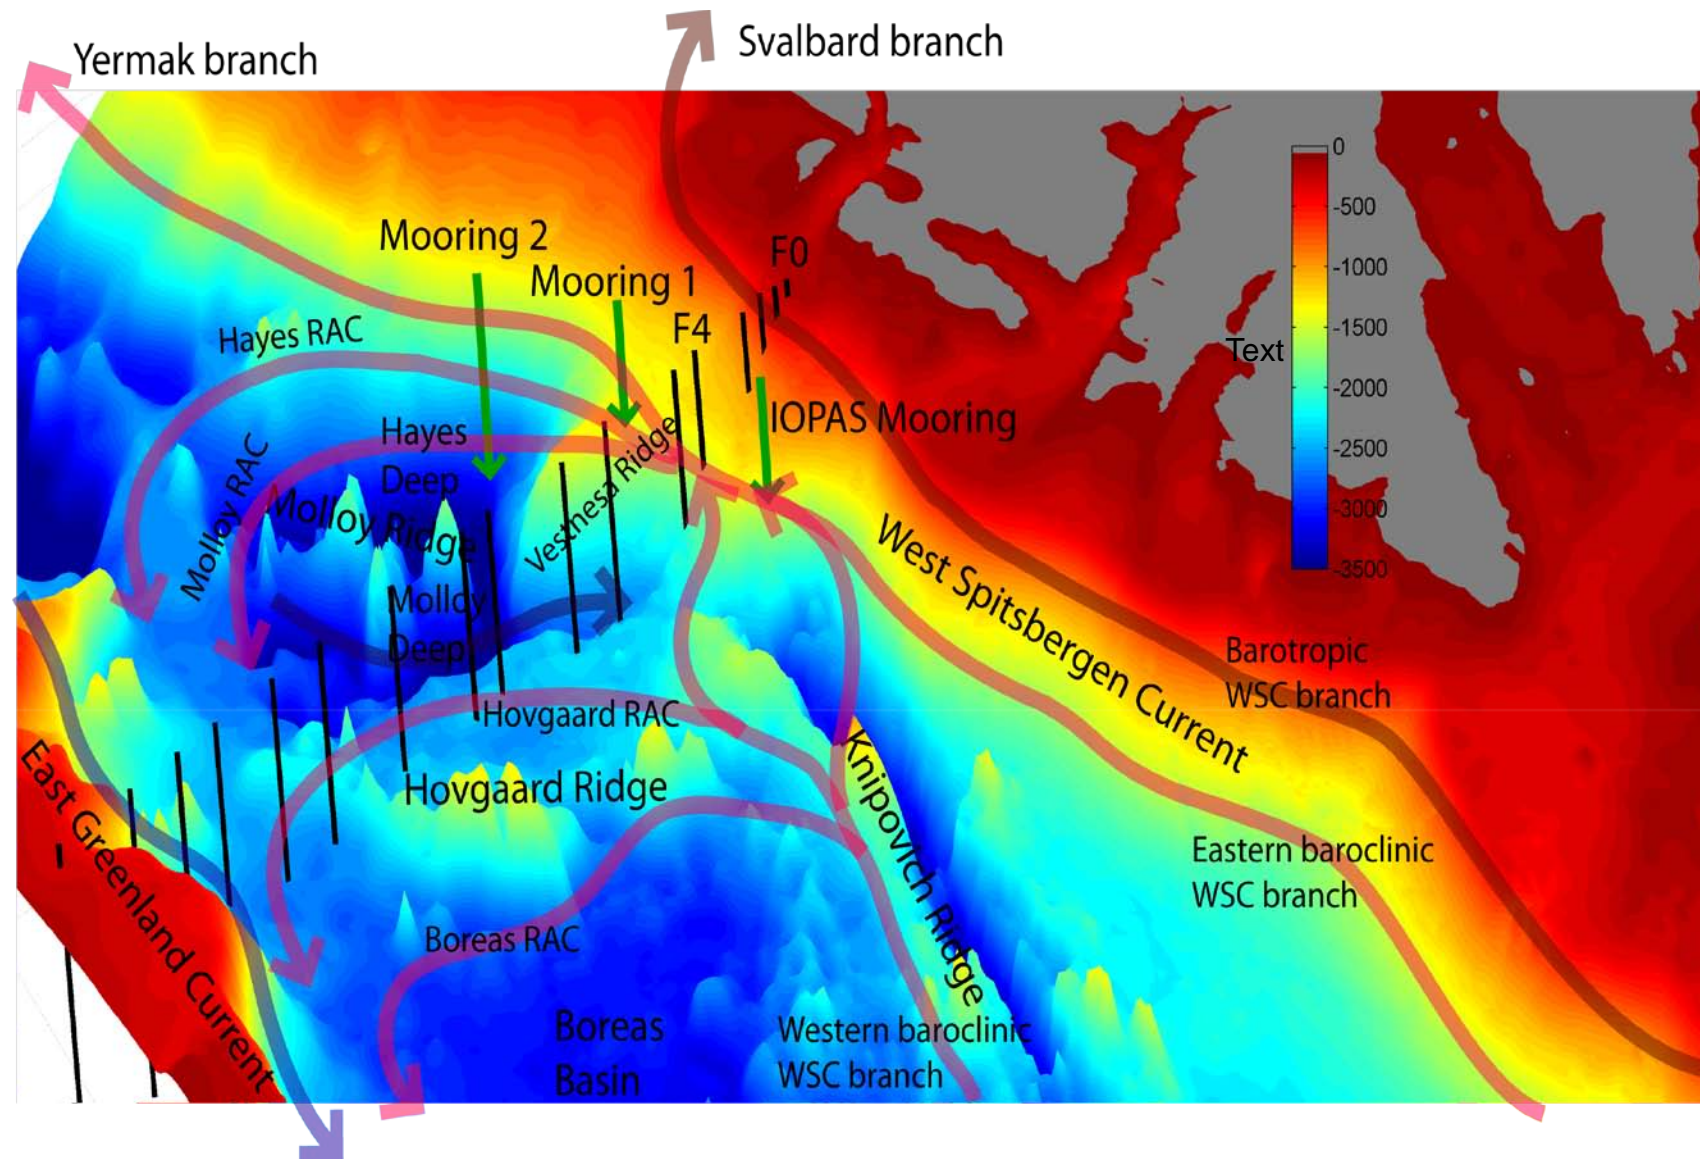 Yermak branch
Svalbard branch
Mooring 2
Mooring 1
F0
F4
0
-500
-1000
-1500
-2000
-2500
-3000
-3500
Text
Hayes RAC
IOPAS Mooring
Hayes
Deep
Molloy RAC
Molloy Ridge
Vestnesa Ridge
Molloy
Deep
West Spitsbergen Current
Barotropic
WSC branch
Hovgaard RAC
Hovgaard Ridge
Knipovich Ridge
East Greenland Current
Eastern baroclinic
WSC branch
Boreas RAC
Boreas
Basin
Western baroclinic
WSC branch